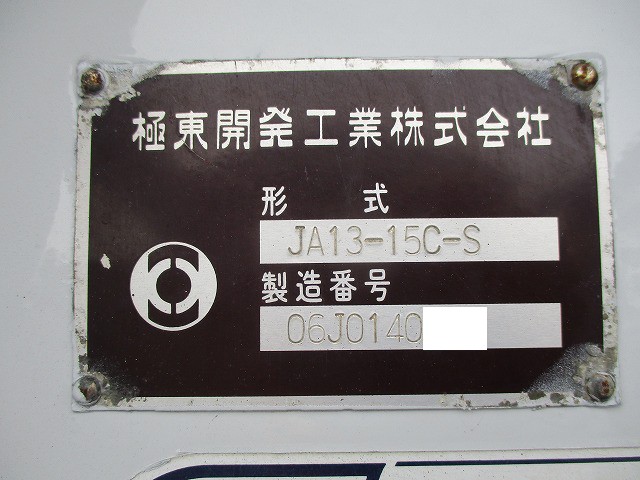 極東開発工業株式会社
形 式
JA13-15C-S
製造番号
06J0140